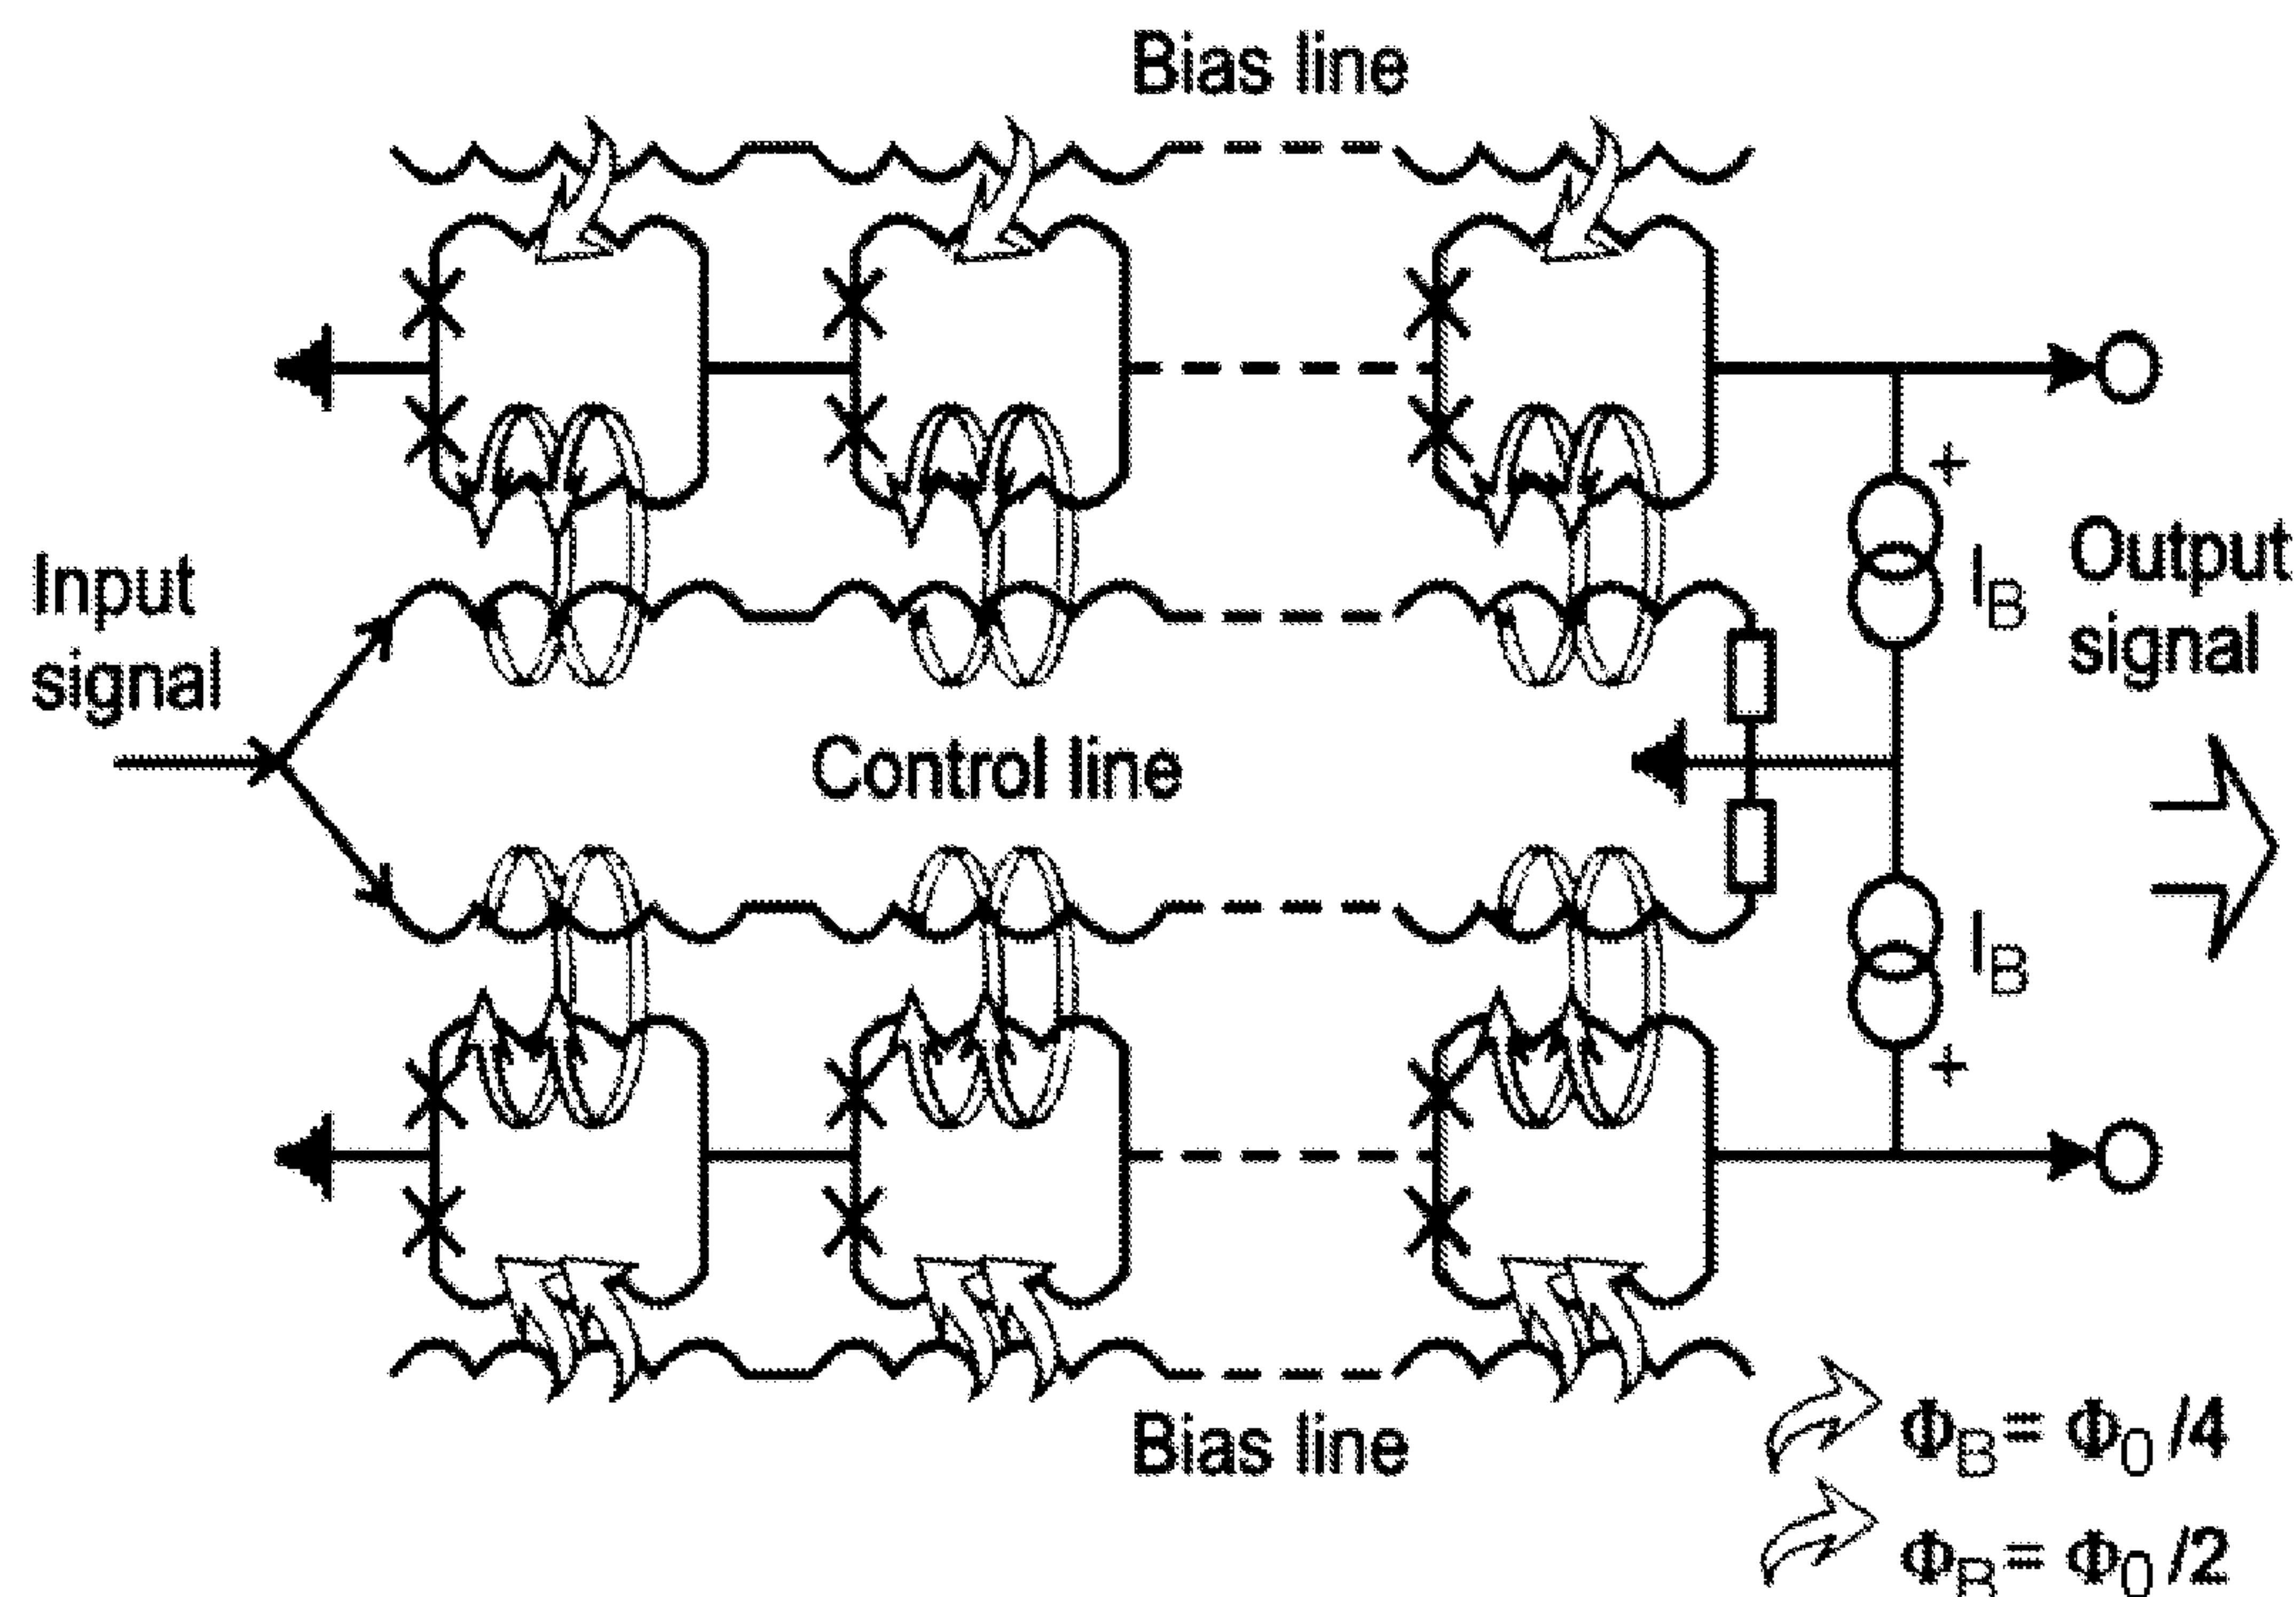 Bias line
+
Input
signal
I_B
Output
signal
Control line
I_B
+
Bias line
Φ_B = Φ_0 /4
Φ_B = Φ_0 /2